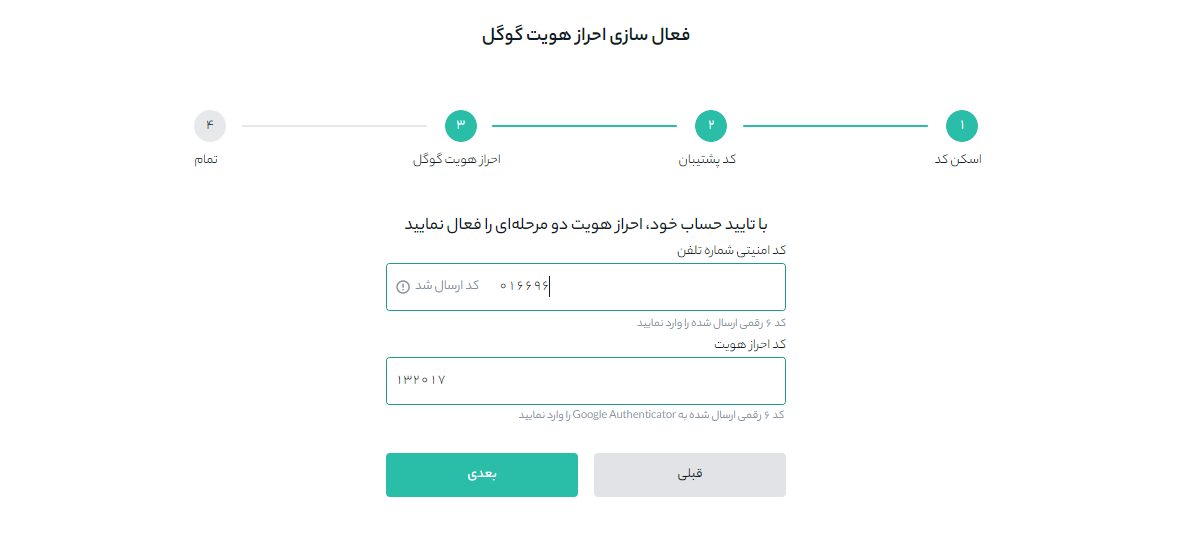 فعال سازی احراز هویت گوگل
۱
۲
۳
۴
اسکن کد
کد پشتیبان
احراز هویت گوگل
تمام
با تایید حساب خود، احراز هویت دو مرحله‌ای را فعال نمایید
کد امنیتی شماره تلفن
۰۱۶۶۹۶ کد ارسال شد
کد ۶ رقمی ارسال شده را وارد نمایید
کد احراز هویت
۱۳۲۰۱۷
کد ۶ رقمی ارسال شده به Google Authenticator را وارد نمایید
قبلی
بعدی